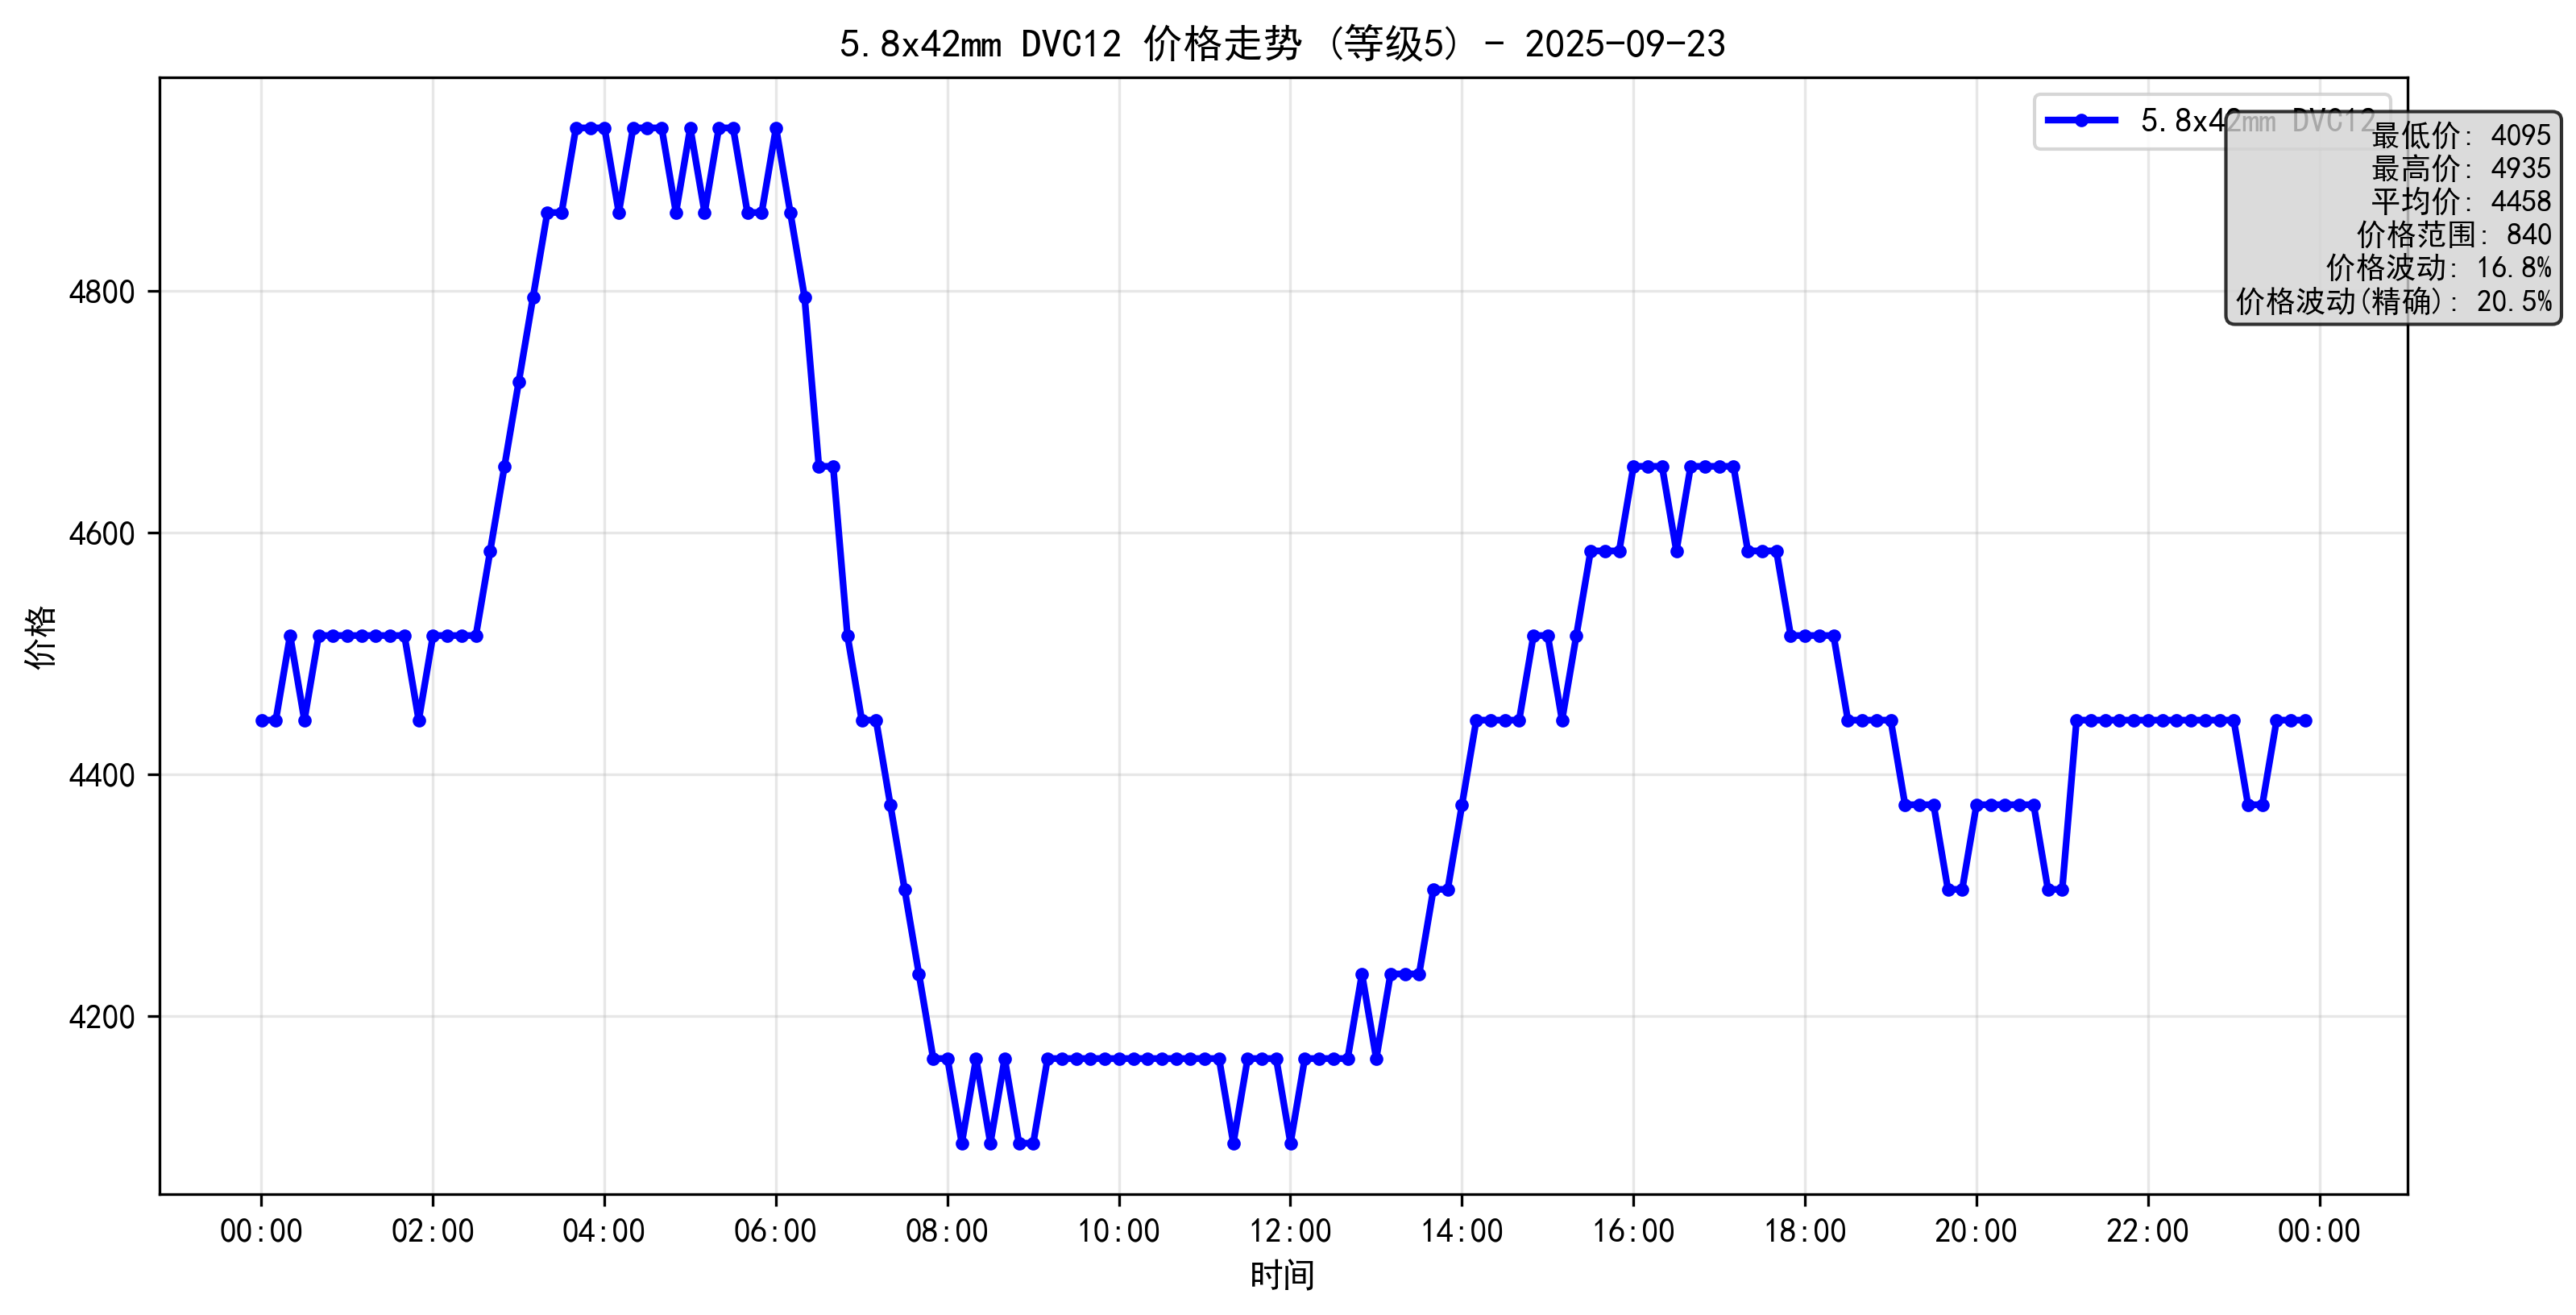 5.8x42mm DVC12 价格走势 (等级5) - 2025-09-23
5.8x42mm DVC12
最低价: 4095
最高价: 4935
平均价: 4458
价格范围: 840
价格波动: 16.8%
价格波动(精确): 20.5%
价格
4800
4600
4400
4200
00:00 02:00 04:00 06:00 08:00 10:00 12:00 14:00 16:00 18:00 20:00 22:00 00:00
时间